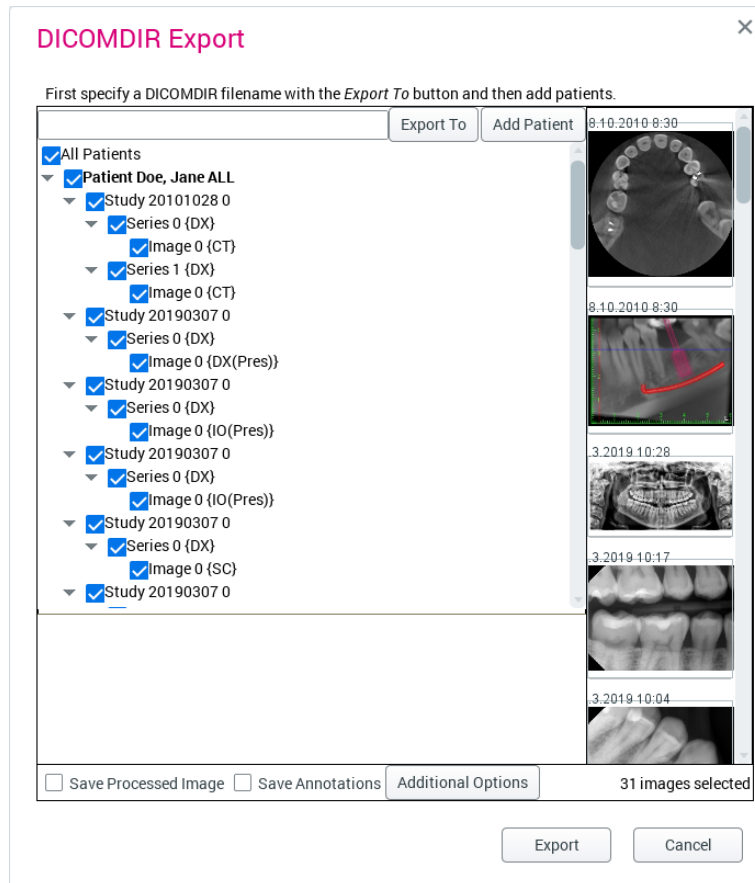 DICOMDIR Export
First specify a DICOMDIR filename with the Export To button and then add patients.
Export To
Add Patient
All Patients
Patient Doe, Jane ALL
Study 20101028 0
Series 0 {DX}
Image 0 {CT}
Series 1 {DX}
Image 0 {CT}
Study 20190307 0
Series 0 {DX}
Image 0 {DX(Pres)}
Study 20190307 0
Series 0 {DX}
Image 0 {IO(Pres)}
Study 20190307 0
Series 0 {DX}
Image 0 {IO(Pres)}
Study 20190307 0
Series 0 {DX}
Image 0 {SC}
Study 20190307 0
8.10.2010 8:30
8.10.2010 8:30
.3.2019 10:28
.3.2019 10:17
.3.2019 10:04
Save Processed Image
Save Annotations
Additional Options
31 images selected
Export
Cancel